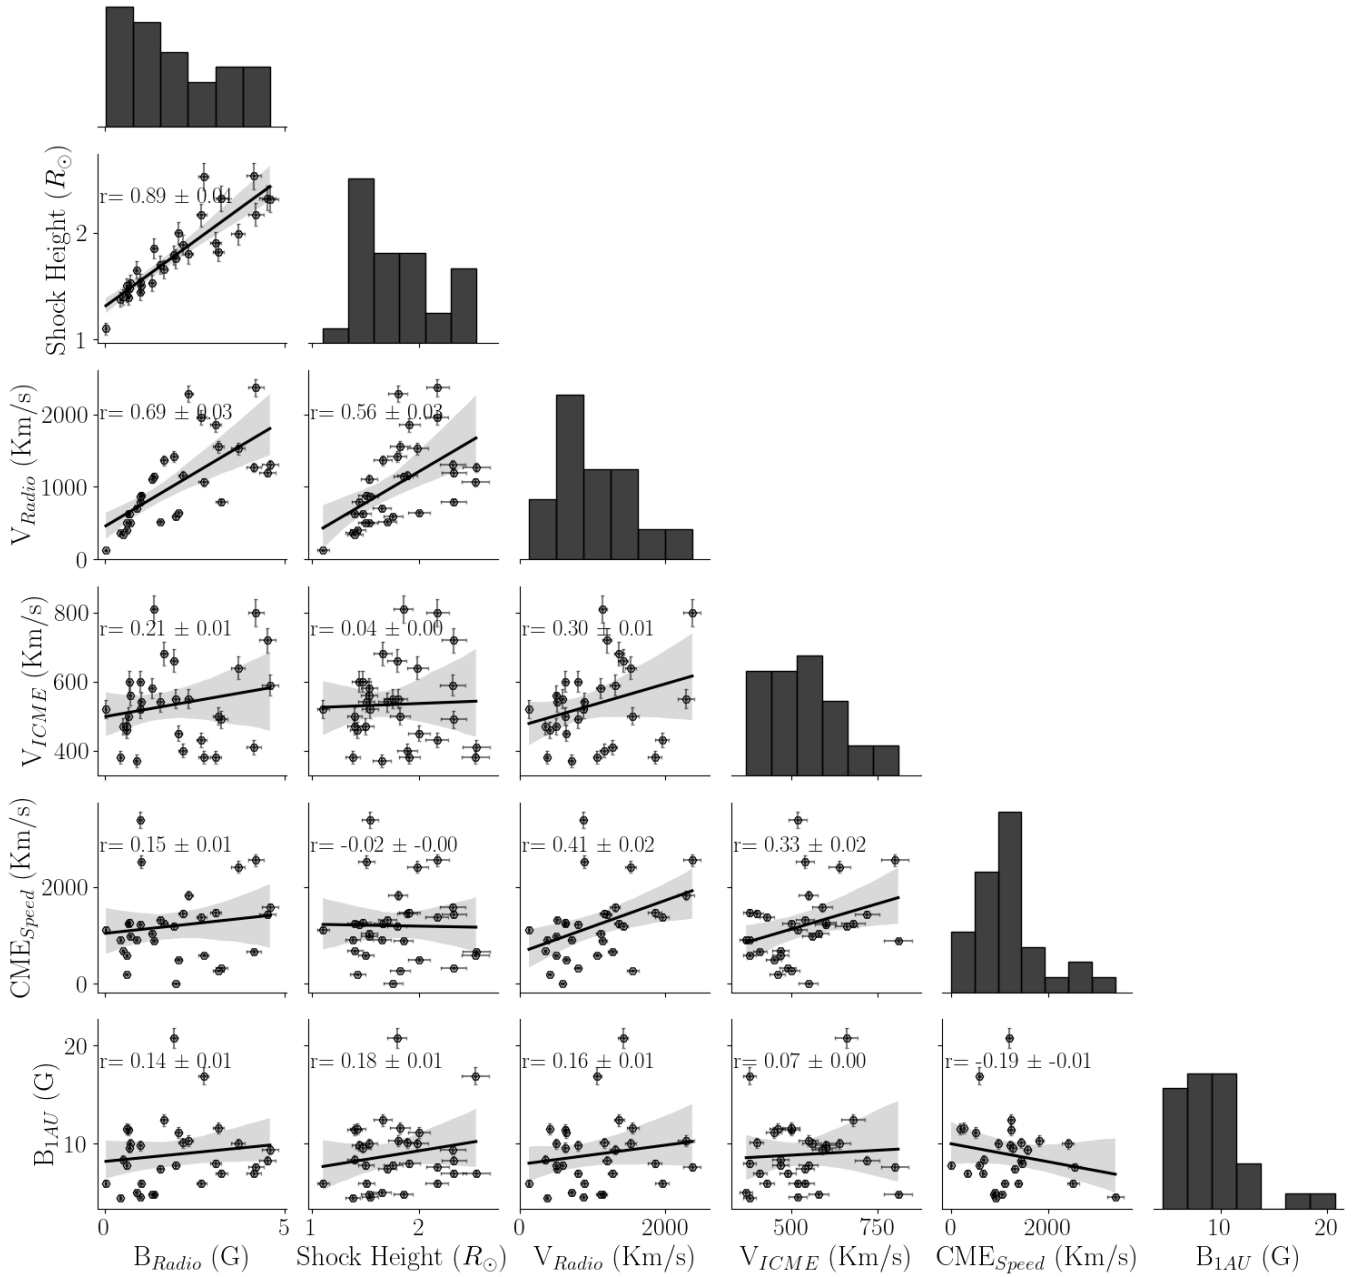 Shock Height (R☉)
2
1
r= 0.89 ± 0.04
V_Radio (Km/s)
2000
1000
0
r= 0.69 ± 0.03
r= 0.56 ± 0.03
V_ICME (Km/s)
800
600
400
r= 0.21 ± 0.01
r= 0.04 ± 0.00
r= 0.30 ± 0.01
CME_Speed (Km/s)
2000
0
r= 0.15 ± 0.01
r= -0.02 ± -0.00
r= 0.41 ± 0.02
r= 0.33 ± 0.02
B_1AU (G)
20
10
r= 0.14 ± 0.01
r= 0.18 ± 0.01
r= 0.16 ± 0.01
r= 0.07 ± 0.00
r= -0.19 ± -0.01
0 5
1 2
0 2000
500 750
0 2000
10 20
B_Radio (G)
Shock Height (R☉)
V_Radio (Km/s)
V_ICME (Km/s)
CME_Speed (Km/s)
B_1AU (G)